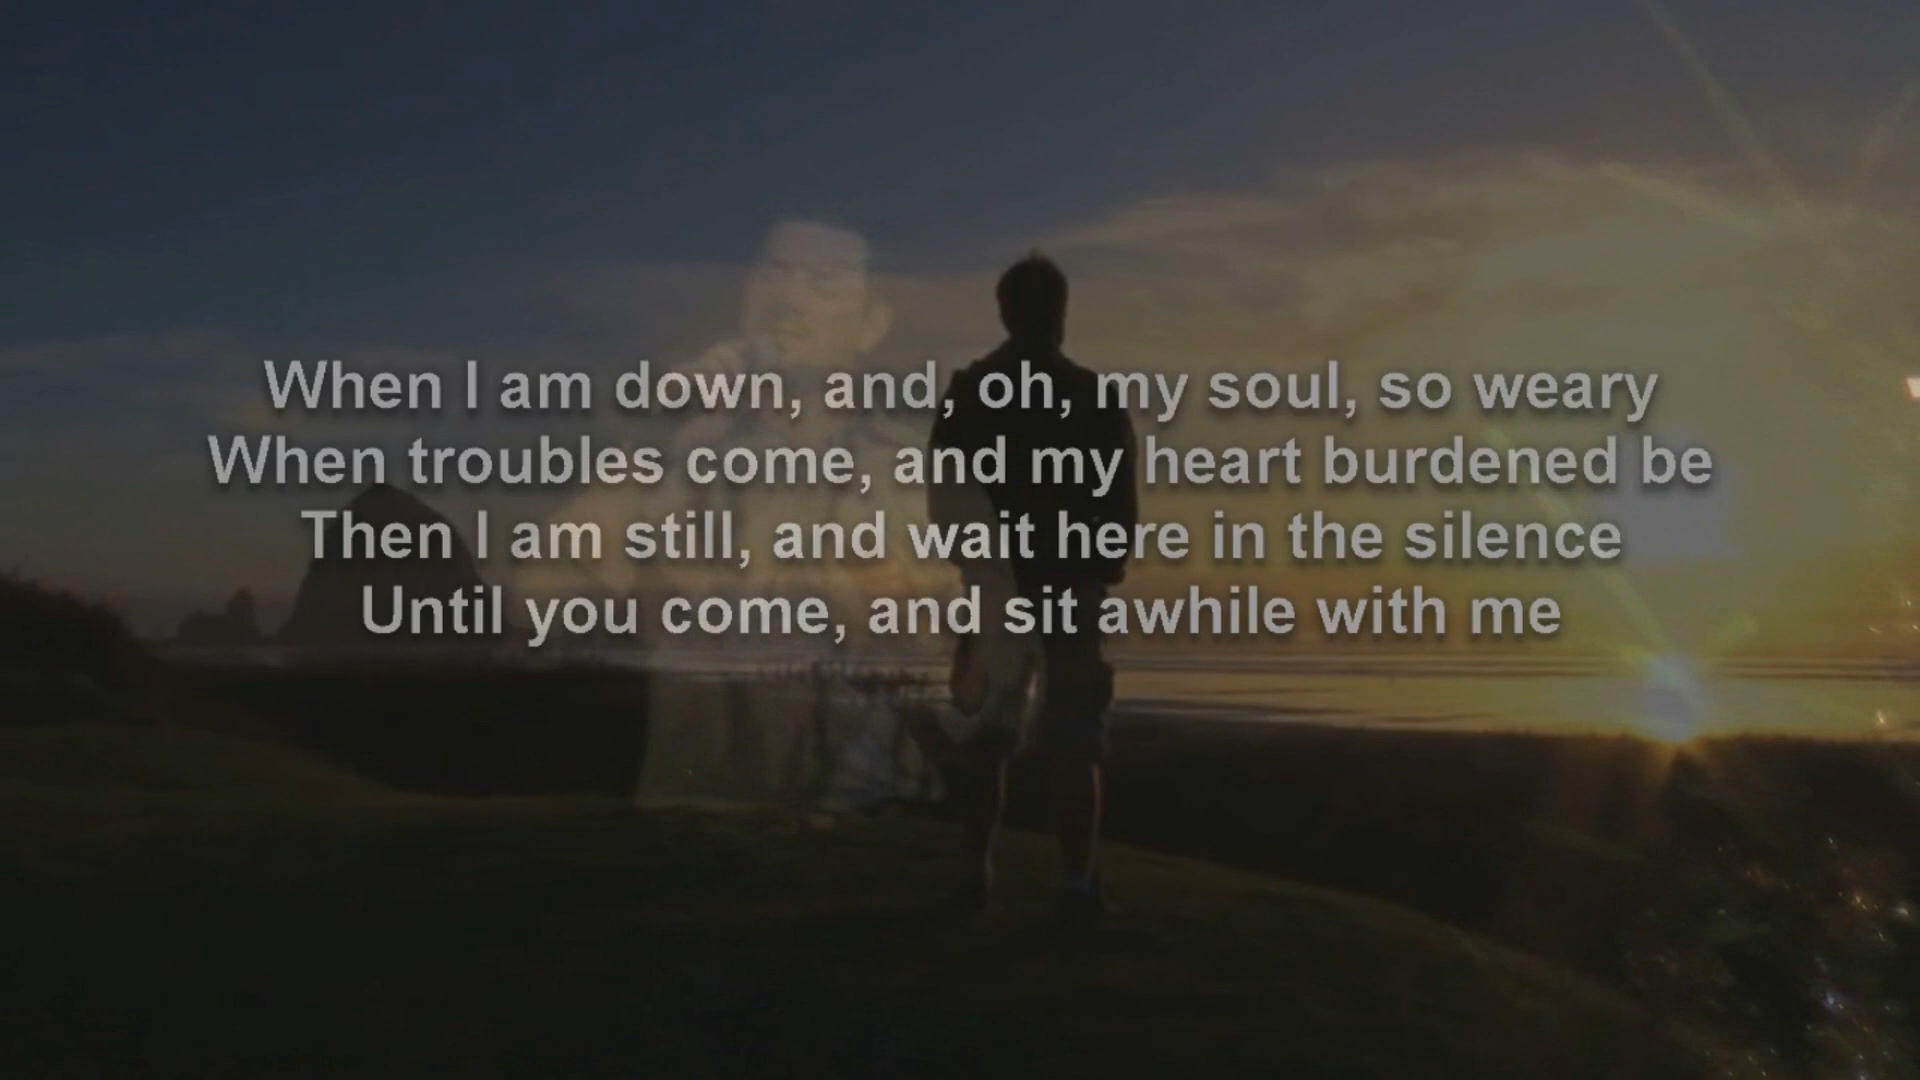 When I am down, and, oh, my soul, so weary
When troubles come, and my heart burdened be
Then I am still, and wait here in the silence
Until you come, and sit awhile with me